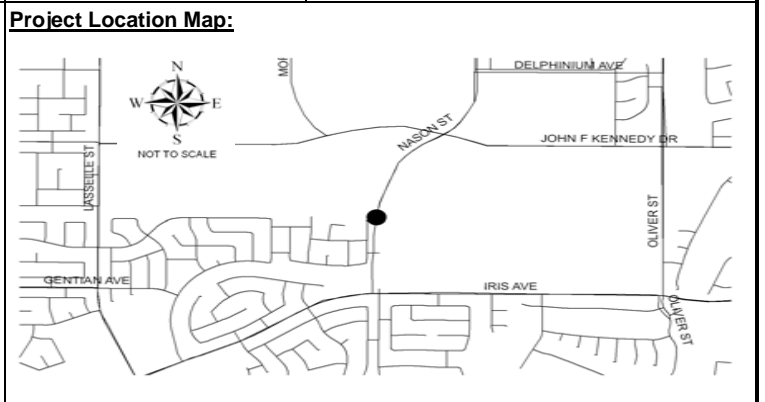 Project Location Map:
N
W E
S
NOT TO SCALE
DELPHINIUM AVE
NASON ST
JOHN F KENNEDY DR
LASSELLE ST
OLIVER ST
GENTIAN AVE
IRIS AVE
OLIVER ST